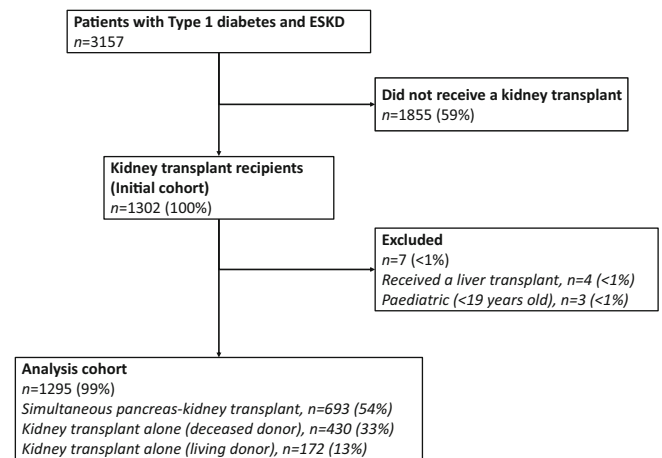 Patients with Type 1 diabetes and ESKD
n=3157
Did not receive a kidney transplant
n=1855 (59%)
Kidney transplant recipients
(Initial cohort)
n=1302 (100%)
Excluded
n=7 (<1%)
Received a liver transplant, n=4 (<1%)
Paediatric (<19 years old), n=3 (<1%)
Analysis cohort
n=1295 (99%)
Simultaneous pancreas-kidney transplant, n=693 (54%)
Kidney transplant alone (deceased donor), n=430 (33%)
Kidney transplant alone (living donor), n=172 (13%)